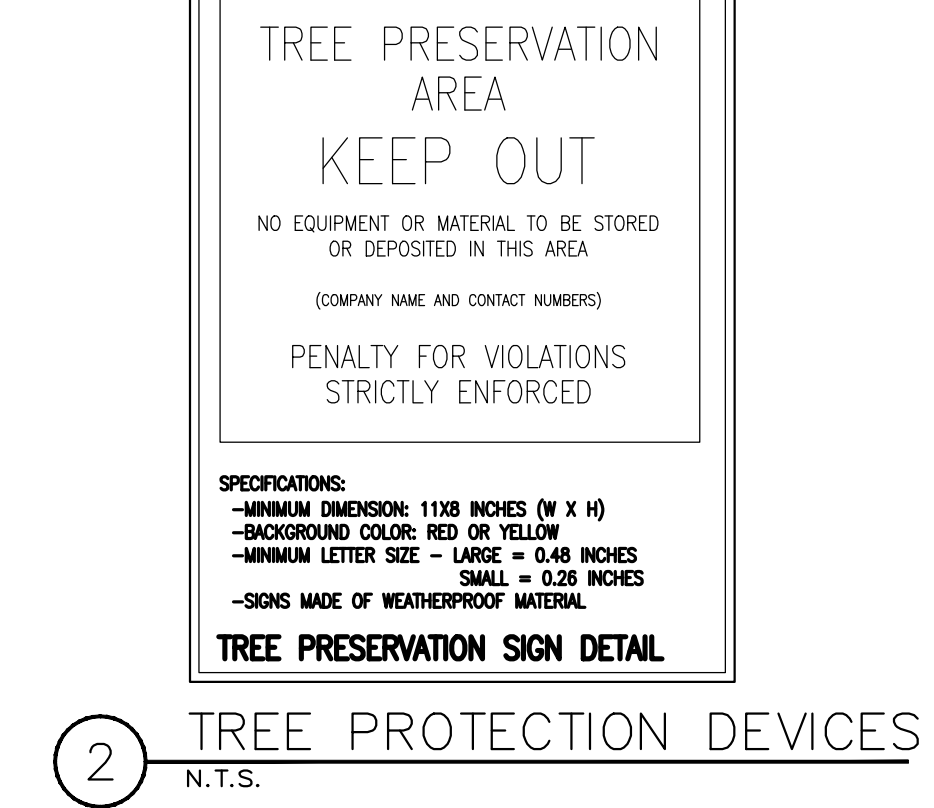 TREE PRESERVATION
AREA
KEEP OUT
NO EQUIPMENT OR MATERIAL TO BE STORED
OR DEPOSITED IN THIS AREA
(COMPANY NAME AND CONTACT NUMBERS)
PENALTY FOR VIOLATIONS
STRICTLY ENFORCED
SPECIFICATIONS:
-MINIMUM DIMENSION: 11X8 INCHES (W X H)
-BACKGROUND COLOR: RED OR YELLOW
-MINIMUM LETTER SIZE - LARGE = 0.48 INCHES
SMALL = 0.26 INCHES
-SIGNS MADE OF WEATHERPROOF MATERIAL
TREE PRESERVATION SIGN DETAIL
2 TREE PROTECTION DEVICES
N.T.S.